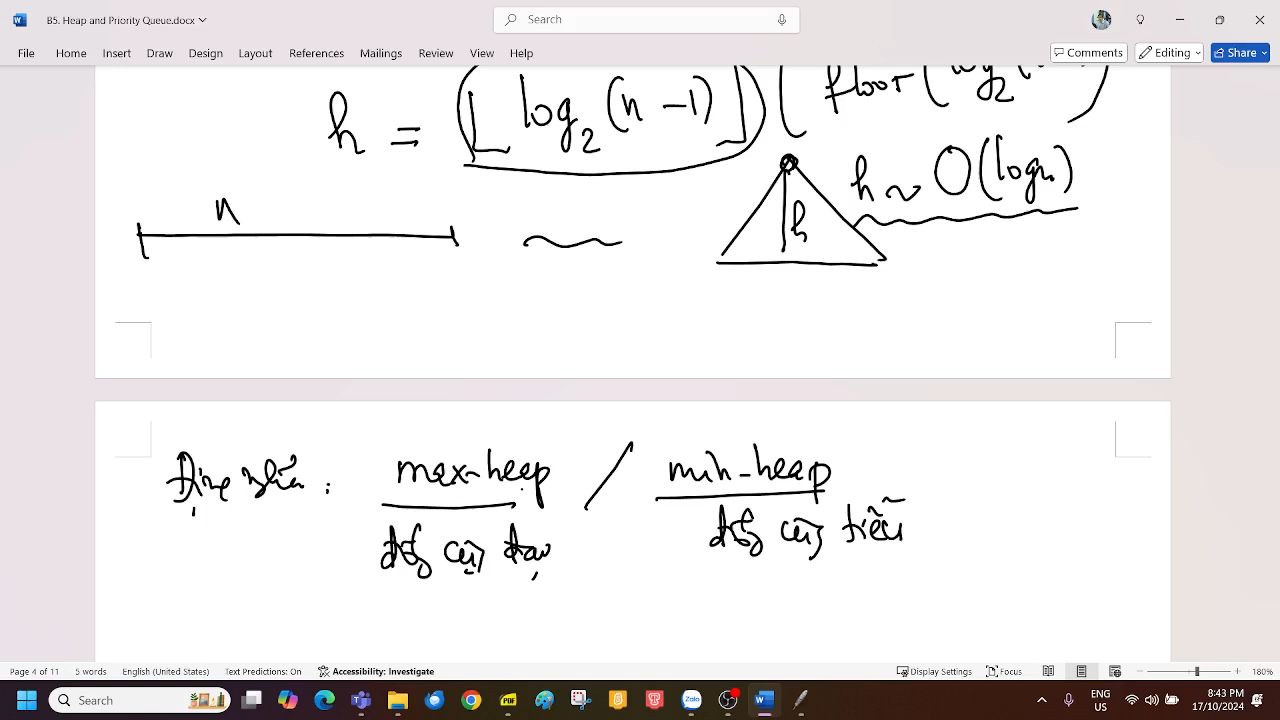 B5. Heap and Priority Queue.docx
Search
File Home Insert Draw Design Layout References Mailings Review View Help
Comments Editing Share
h = ⌊log₂(n - 1)⌋ (floor(log₂(
n
h
h ~ O(log n)
Định nghĩa : max-heap / min-heap
đống cực đại đống cực tiểu
Page 4 of 11 5 words English (United States) Text Predictions: On Accessibility: Investigate Display Settings Focus 180%
Search
PDF Zalo W ENG 8:43 PM
US 17/10/2024